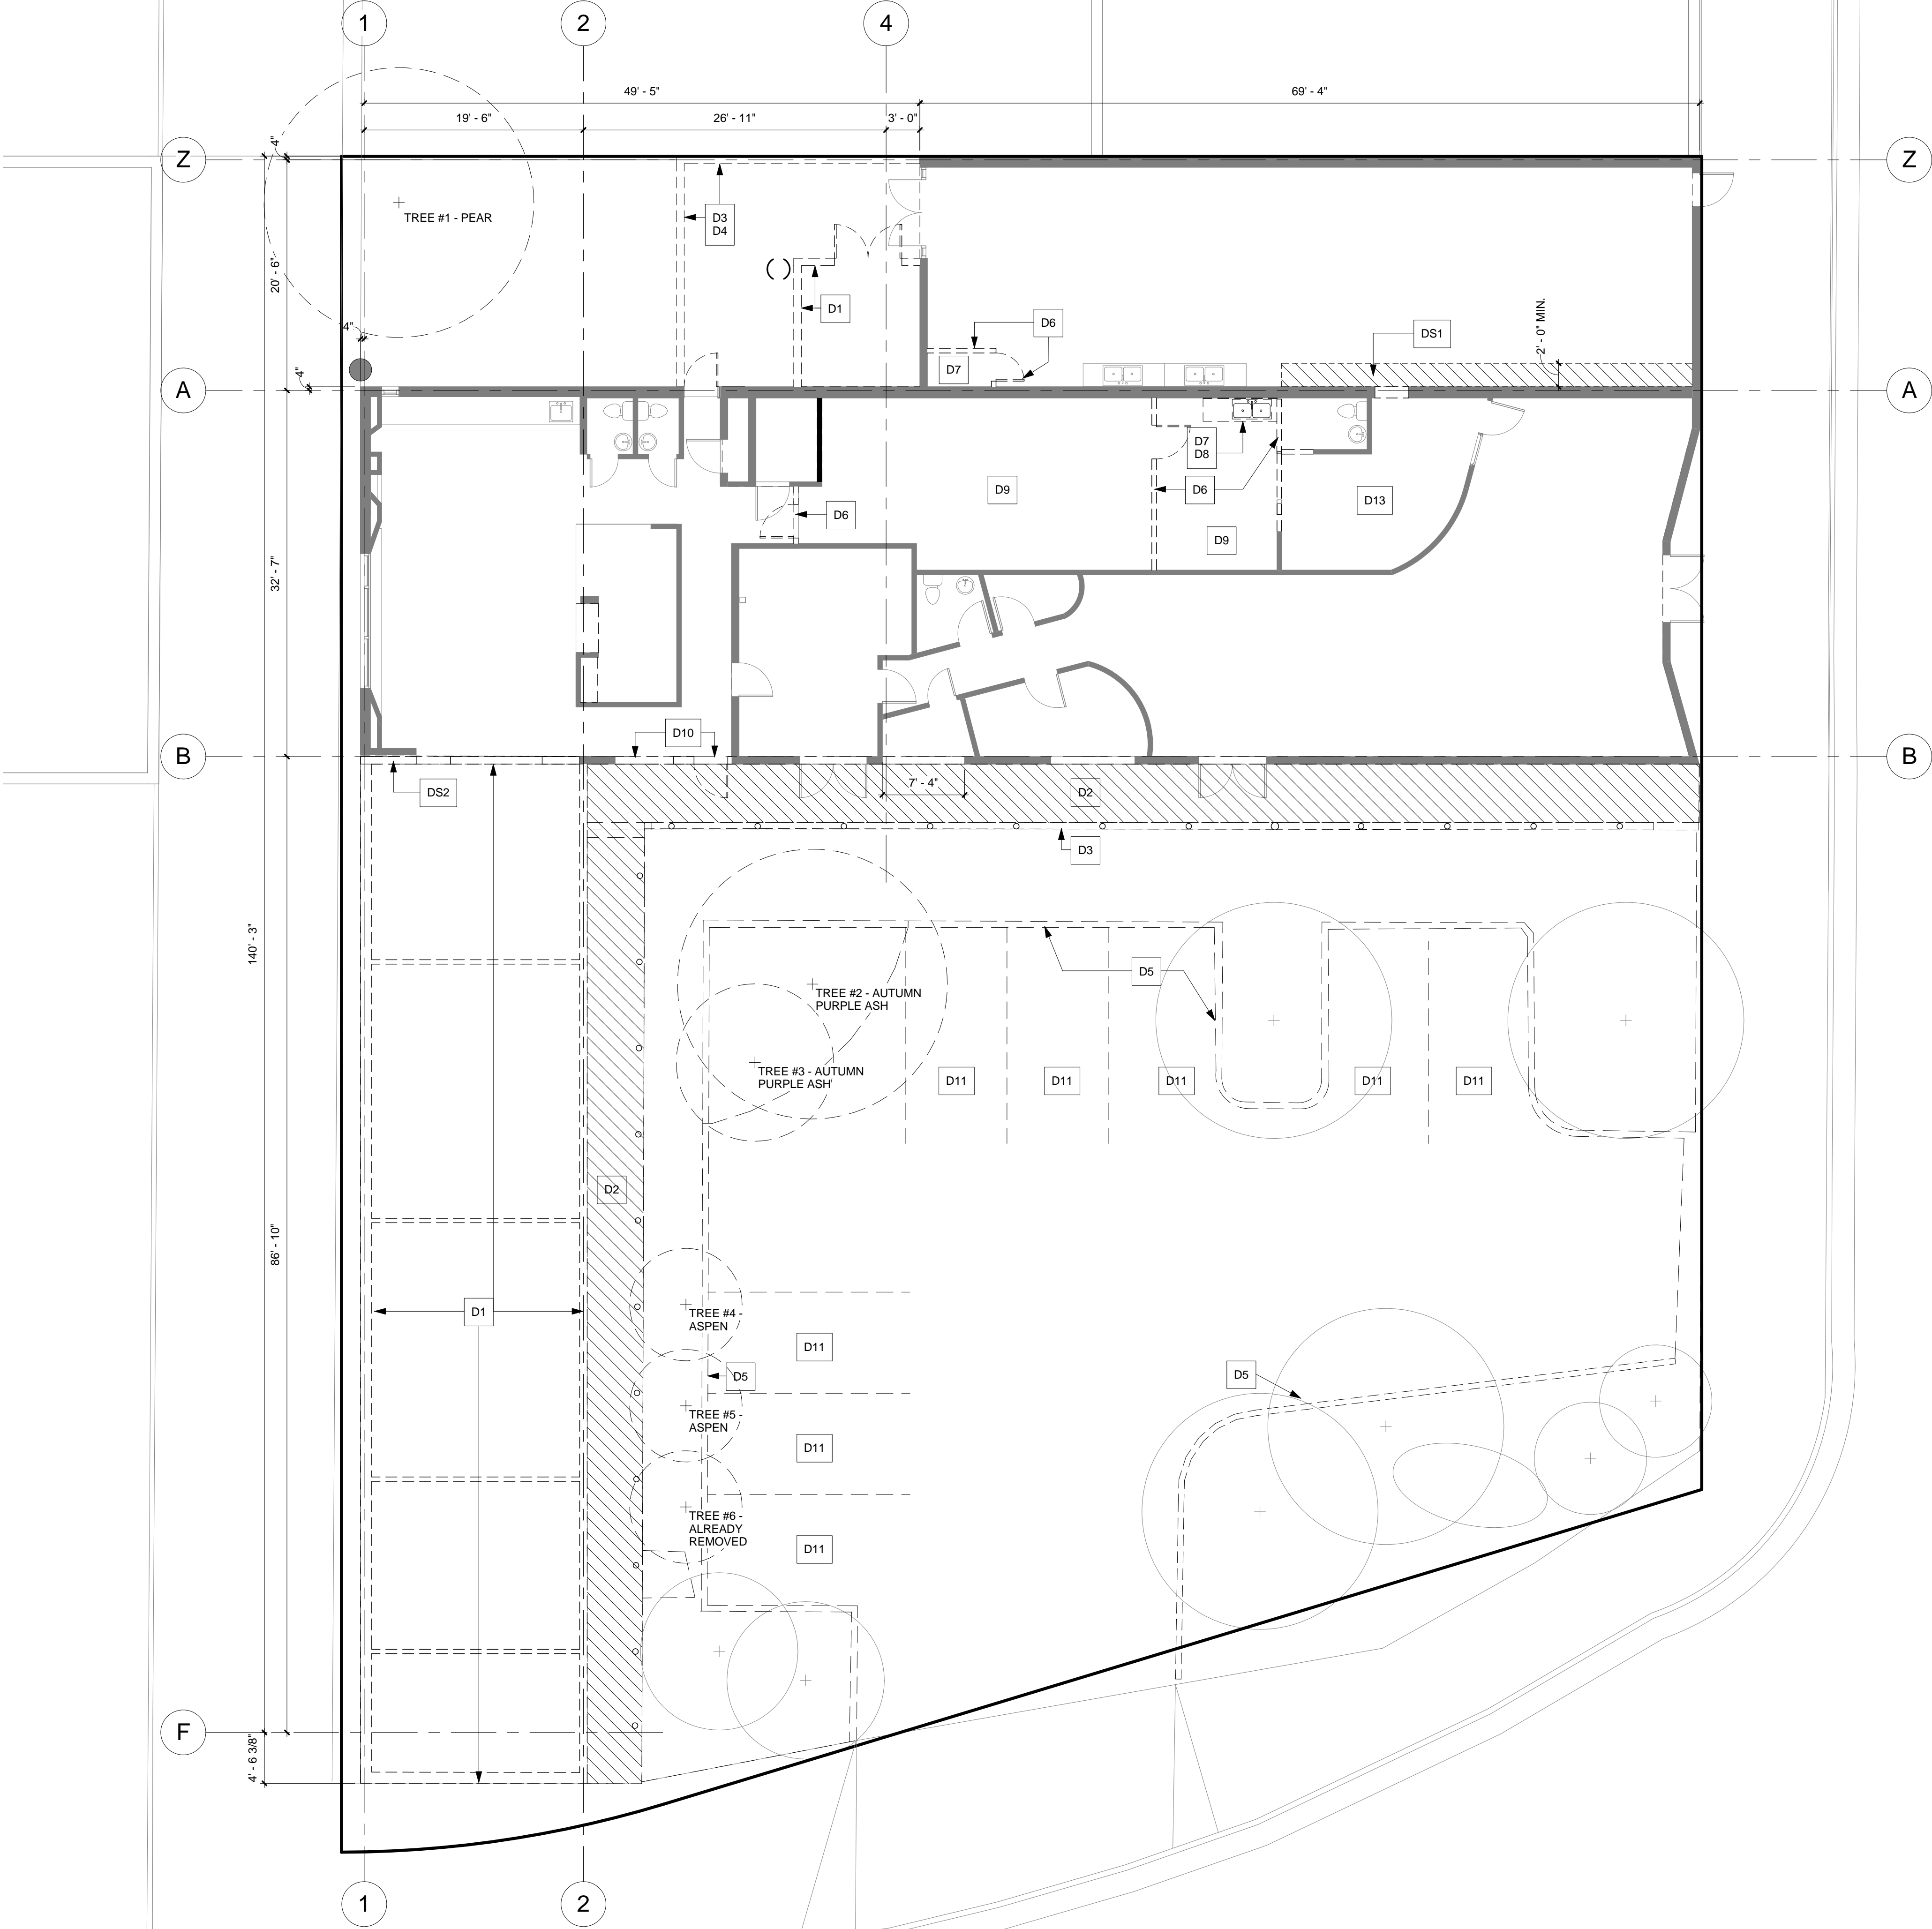 1
2
4
49' - 5"
69' - 4"
19' - 6"
26' - 11"
3' - 0"
4"
Z
Z
TREE #1 - PEAR
D3
D4
20' - 6"
D1
D6
DS1
2' - 0" MIN.
4"
4"
D7
A
A
D7
D8
D9
D6
D13
D6
D9
32' - 7"
D10
B
B
DS2
7' - 4"
D2
D3
140' - 3"
D5
TREE #2 - AUTUMN
PURPLE ASH
TREE #3 - AUTUMN
PURPLE ASH
D11
D11
D11
D11
D11
D2
86' - 10"
D1
TREE #4 -
ASPEN
D11
D5
D5
TREE #5 -
ASPEN
D11
TREE #6 -
ALREADY
REMOVED
D11
F
4' - 6 3/8"
1
2